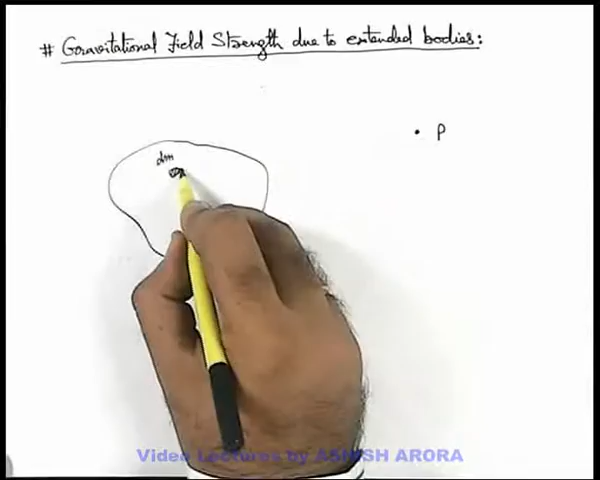 # Gravitational Field Strength due to extended bodies:
• P
dm
Video Lectures by ASHISH ARORA